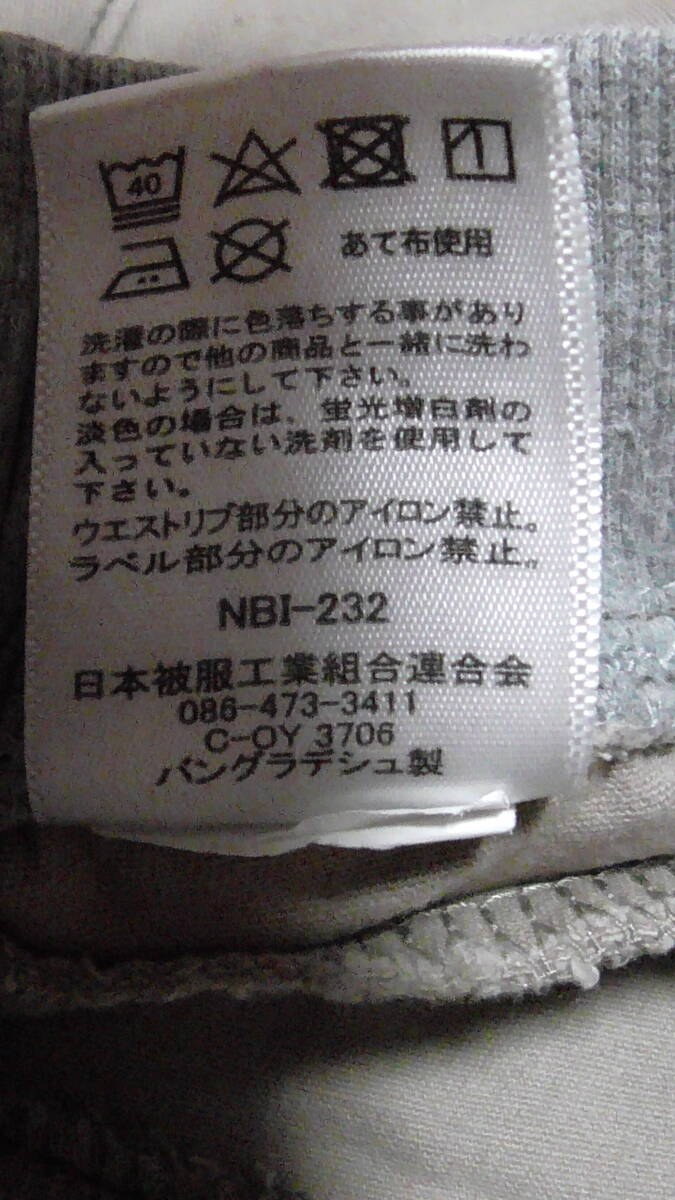 40
あて布使用
洗濯の際に色落ちする事があり
ますので他の商品と一緒に洗わ
ないようにして下さい。
淡色の場合は、蛍光増白剤の
入っていない洗剤を使用して
下さい。
ウエストリブ部分のアイロン禁止。
ラベル部分のアイロン禁止。
NBI-232
日本被服工業組合連合会
086-473-3411
C-OY 3706
バングラデシュ製